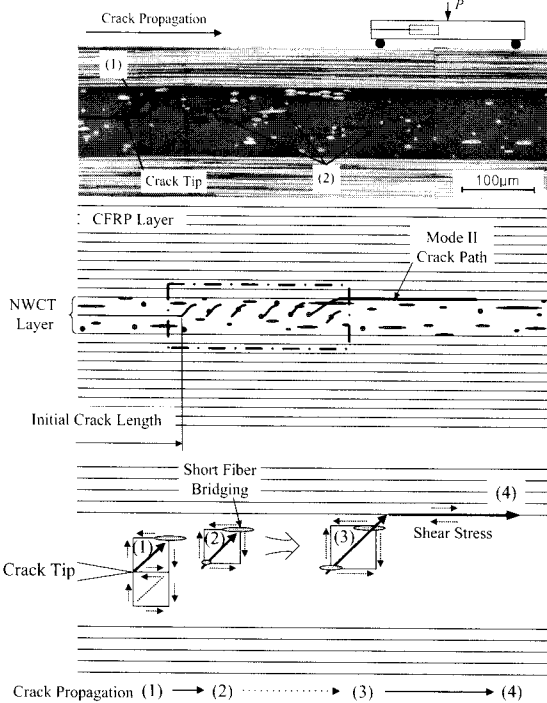 Crack Propagation
P
(1)
Crack Tip
(2)
100μm
CFRP Layer
Mode II
Crack Path
NWCT
Layer
Initial Crack Length
Short Fiber
Bridging
(1)
(2)
(3)
(4)
Shear Stress
Crack Tip
Crack Propagation (1) (2) (3) (4)